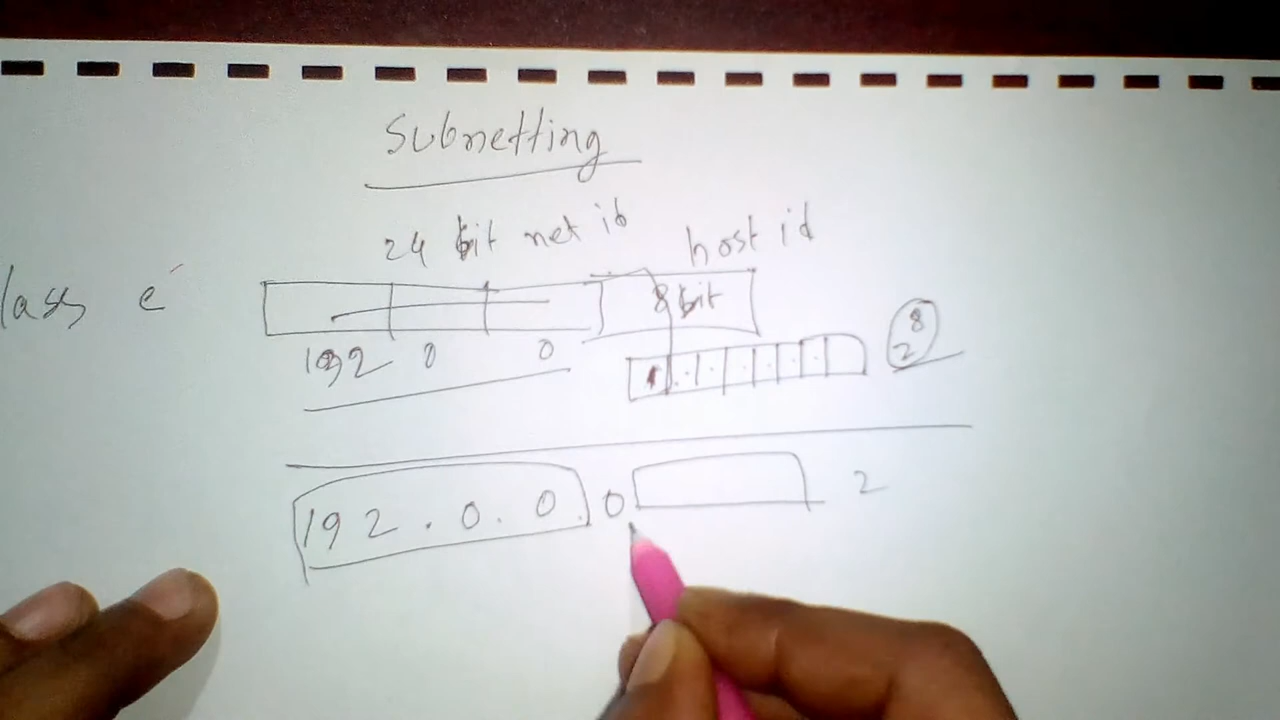 Subnetting
24 bit net id host id
lass c
8 bit
192 0 0
2 8
192.0.0. 0 2